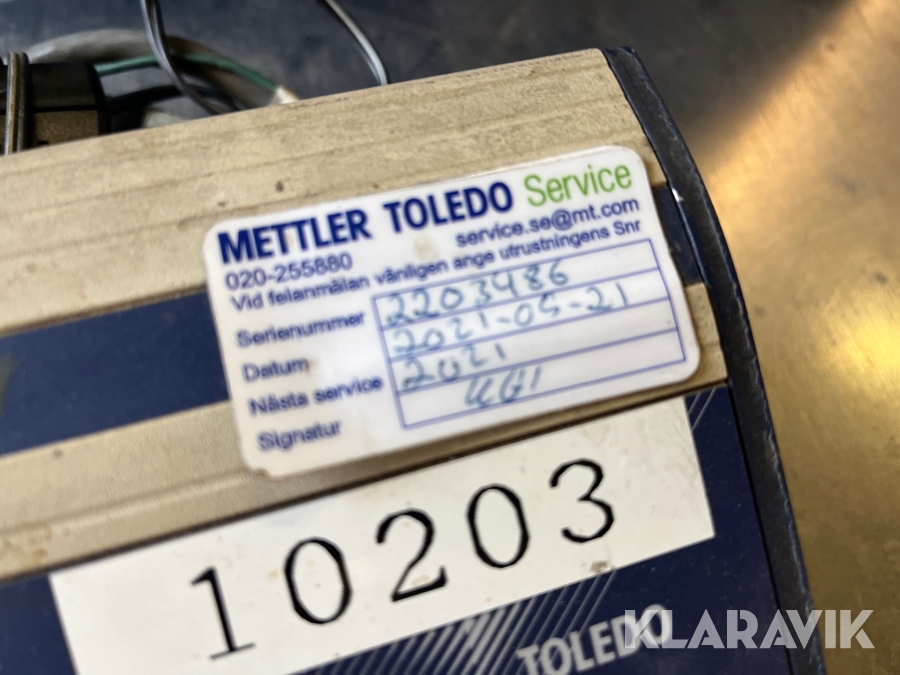 METTLER TOLEDO Service
020-255880 service.se@mt.com
Vid felanmälan vänligen ange utrustningens Snr
Serienummer 2203486
Datum 2021-05-21
Nästa service 2021
Signatur
10203
TOLEDO
KLARAVIK